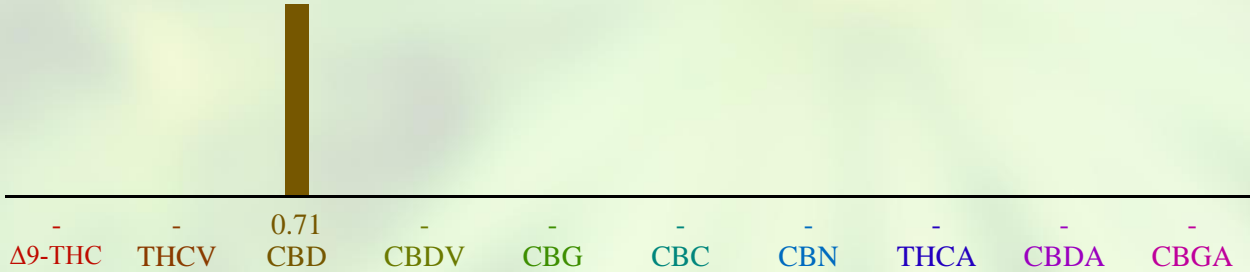 - - 0.71 - - - - - - -
Δ9-THC THCV CBD CBDV CBG CBC CBN THCA CBDA CBGA